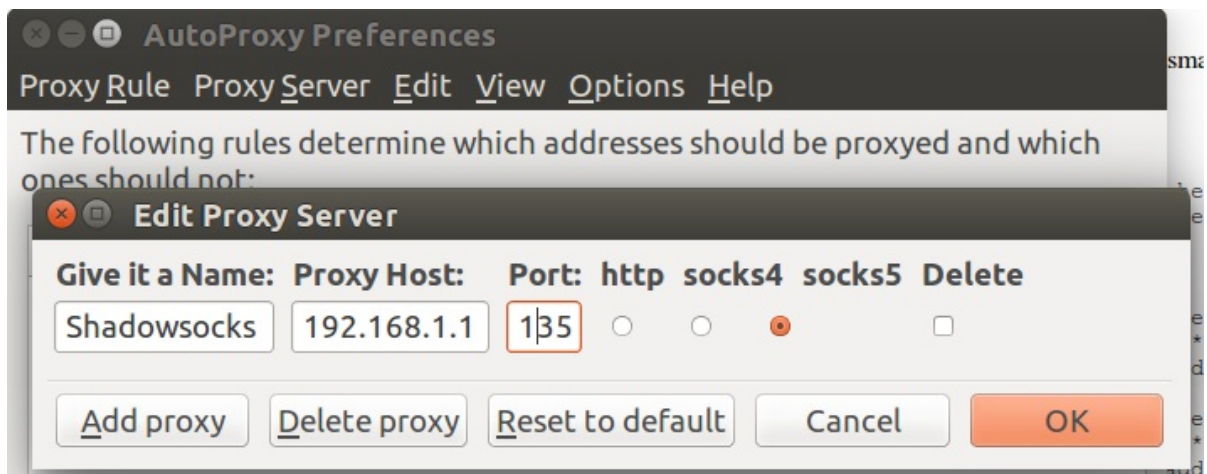 AutoProxy Preferences
Proxy Rule Proxy Server Edit View Options Help
The following rules determine which addresses should be proxyed and which
ones should not:
Edit Proxy Server
Give it a Name: Proxy Host: Port: http socks4 socks5 Delete
Shadowsocks 192.168.1.1 135
Add proxy Delete proxy Reset to default Cancel OK